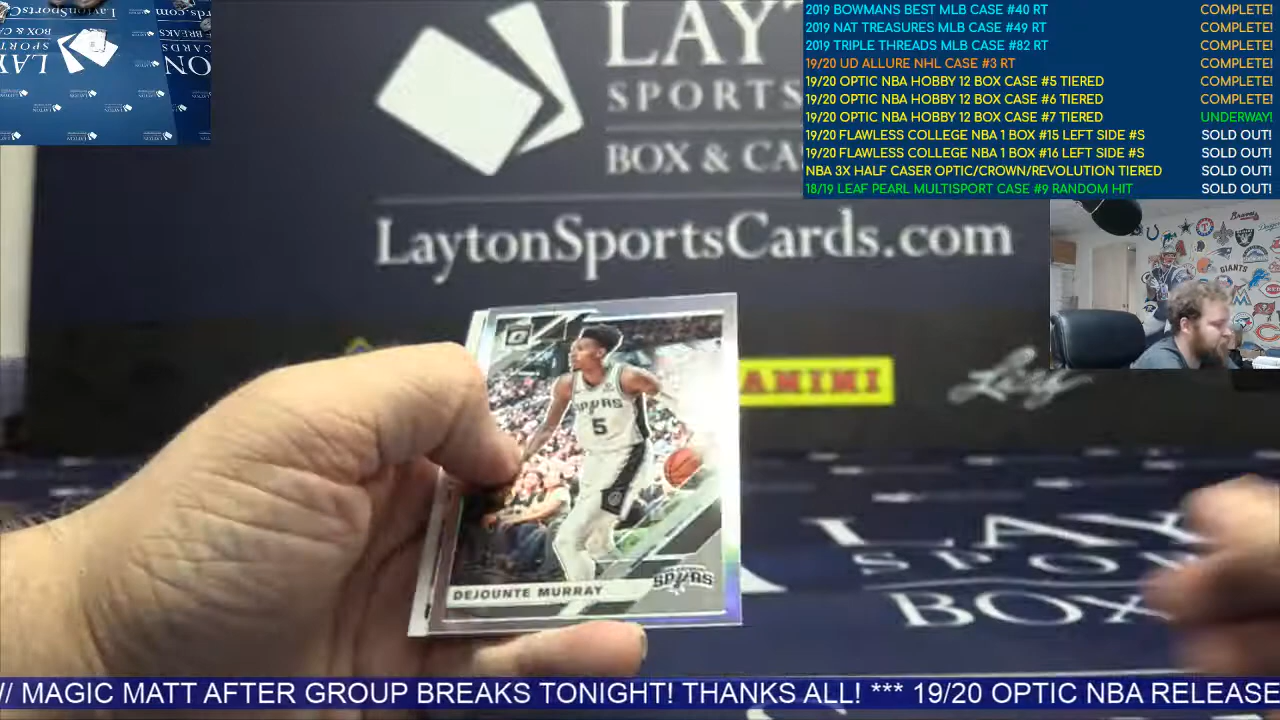 2019 BOWMANS BEST MLB CASE #40 RT COMPLETE!
2019 NAT TREASURES MLB CASE #49 RT COMPLETE!
2019 TRIPLE THREADS MLB CASE #82 RT COMPLETE!
19/20 UD ALLURE NHL CASE #3 RT COMPLETE!
19/20 OPTIC NBA HOBBY 12 BOX CASE #5 TIERED COMPLETE!
19/20 OPTIC NBA HOBBY 12 BOX CASE #6 TIERED COMPLETE!
19/20 OPTIC NBA HOBBY 12 BOX CASE #7 TIERED UNDERWAY!
19/20 FLAWLESS COLLEGE NBA 1 BOX #15 LEFT SIDE #S SOLD OUT!
19/20 FLAWLESS COLLEGE NBA 1 BOX #16 LEFT SIDE #S SOLD OUT!
NBA 3X HALF CASER OPTIC/CROWN/REVOLUTION TIERED SOLD OUT!
18/19 LEAF PEARL MULTISPORT CASE #9 RANDOM HIT SOLD OUT!
LAY
SPORTS
BOX & CA
LaytonSportsCards.com
GIANTS
PANINI
Leaf
SPURS
5
DEJOUNTE MURRAY
SPURS
LAY
SPO
BOX
// MAGIC MATT AFTER GROUP BREAKS TONIGHT! THANKS ALL! *** 19/20 OPTIC NBA RELEASE